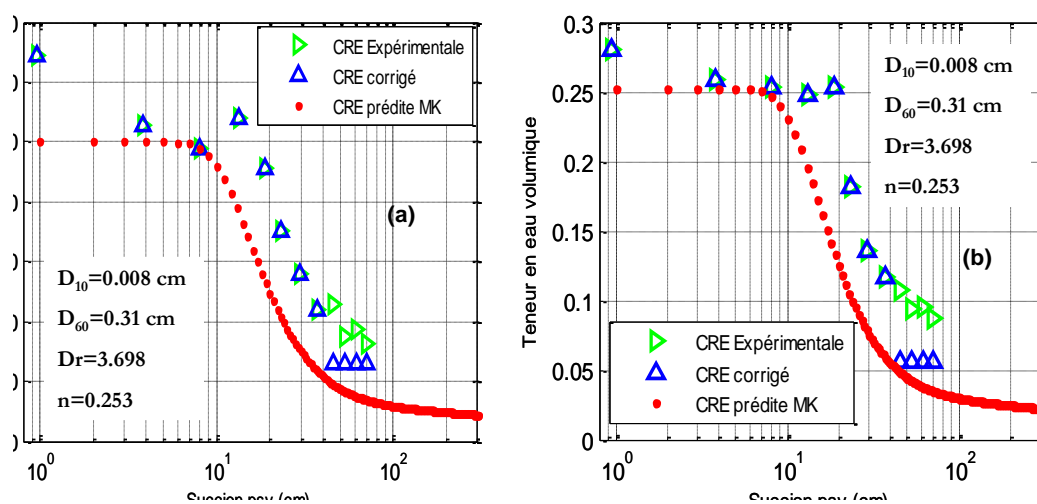 CRE Expérimentale
CRE corrigé
CRE prédite MK
(a)
D10=0.008 cm
D60=0.31 cm
Dr=3.698
n=0.253
10^0
10^1
10^2
0.3
0.25
0.2
0.15
0.1
0.05
0
Teneur en eau volumique
D10=0.008 cm
D60=0.31 cm
Dr=3.698
n=0.253
(b)
CRE Expérimentale
CRE corrigé
CRE prédite MK
10^0
10^1
10^2